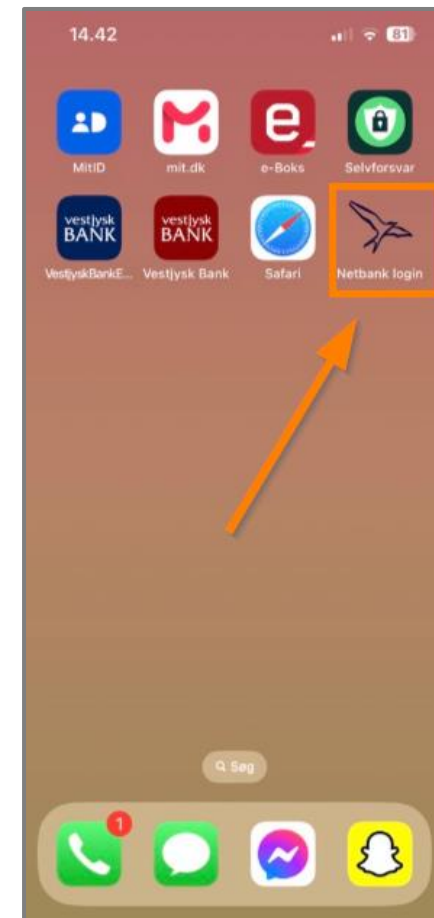 14.42
81
MitID
mit.dk
e-Boks
Selvforsvar
vestjysk
BANK
vestjysk
BANK
VestjyskBankE...
Vestjysk Bank
Safari
Netbank login
Søg
1